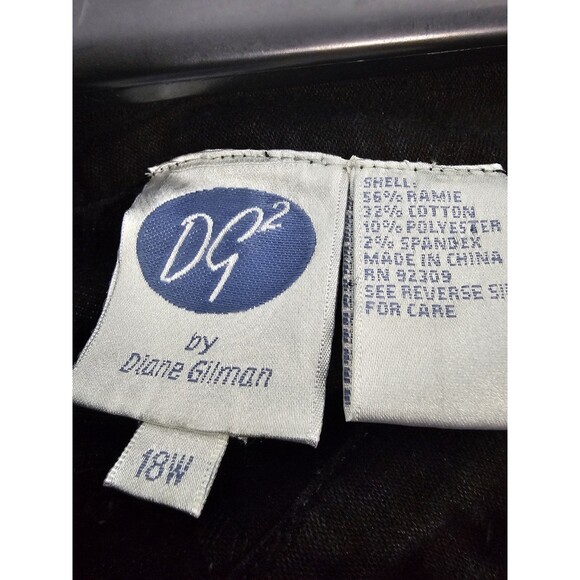 DG²
by
Diane Gilman
18W
SHELL:
56% RAMIE
32% COTTON
10% POLYESTER
2% SPANDEX
MADE IN CHINA
RN 92309
SEE REVERSE SI
FOR CARE